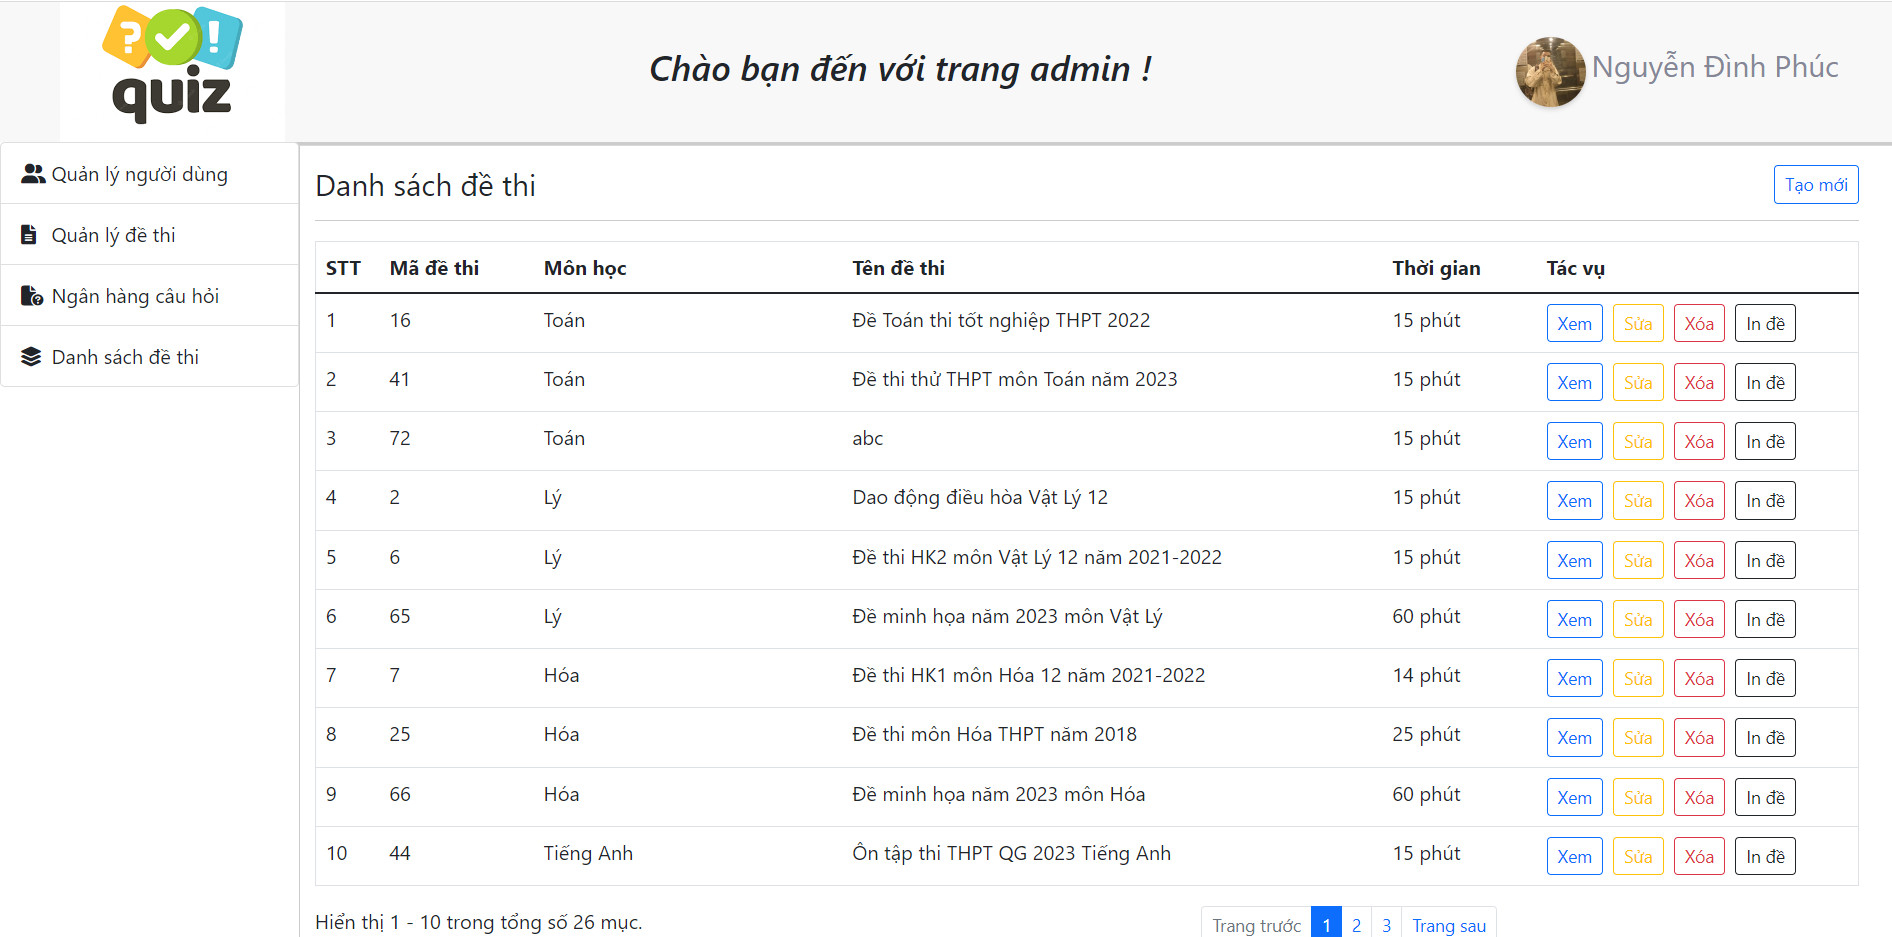 ? !
quiz
Chào bạn đến với trang admin !
Nguyễn Đình Phúc
Quản lý người dùng
Quản lý đề thi
Ngân hàng câu hỏi
Danh sách đề thi
Danh sách đề thi
Tạo mới
STT Mã đề thi Môn học Tên đề thi Thời gian Tác vụ
1 16 Toán Đề Toán thi tốt nghiệp THPT 2022 15 phút Xem Sửa Xóa In đề
2 41 Toán Đề thi thử THPT môn Toán năm 2023 15 phút Xem Sửa Xóa In đề
3 72 Toán abc 15 phút Xem Sửa Xóa In đề
4 2 Lý Dao động điều hòa Vật Lý 12 15 phút Xem Sửa Xóa In đề
5 6 Lý Đề thi HK2 môn Vật Lý 12 năm 2021-2022 15 phút Xem Sửa Xóa In đề
6 65 Lý Đề minh họa năm 2023 môn Vật Lý 60 phút Xem Sửa Xóa In đề
7 7 Hóa Đề thi HK1 môn Hóa 12 năm 2021-2022 14 phút Xem Sửa Xóa In đề
8 25 Hóa Đề thi môn Hóa THPT năm 2018 25 phút Xem Sửa Xóa In đề
9 66 Hóa Đề minh họa năm 2023 môn Hóa 60 phút Xem Sửa Xóa In đề
10 44 Tiếng Anh Ôn tập thi THPT QG 2023 Tiếng Anh 15 phút Xem Sửa Xóa In đề
Hiển thị 1 - 10 trong tổng số 26 mục.
Trang trước 1 2 3 Trang sau